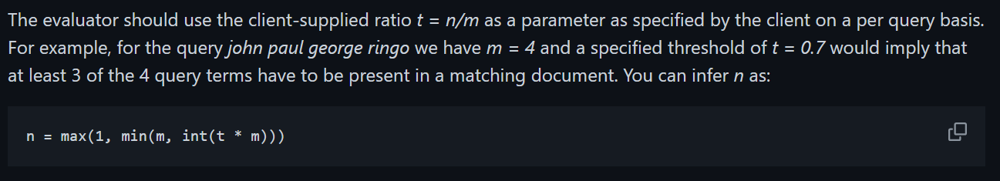 The evaluator should use the client-supplied ratio t = n/m as a parameter as specified by the client on a per query basis.
For example, for the query john paul george ringo we have m = 4 and a specified threshold of t = 0.7 would imply that
at least 3 of the 4 query terms have to be present in a matching document. You can infer n as:
n = max(1, min(m, int(t * m)))